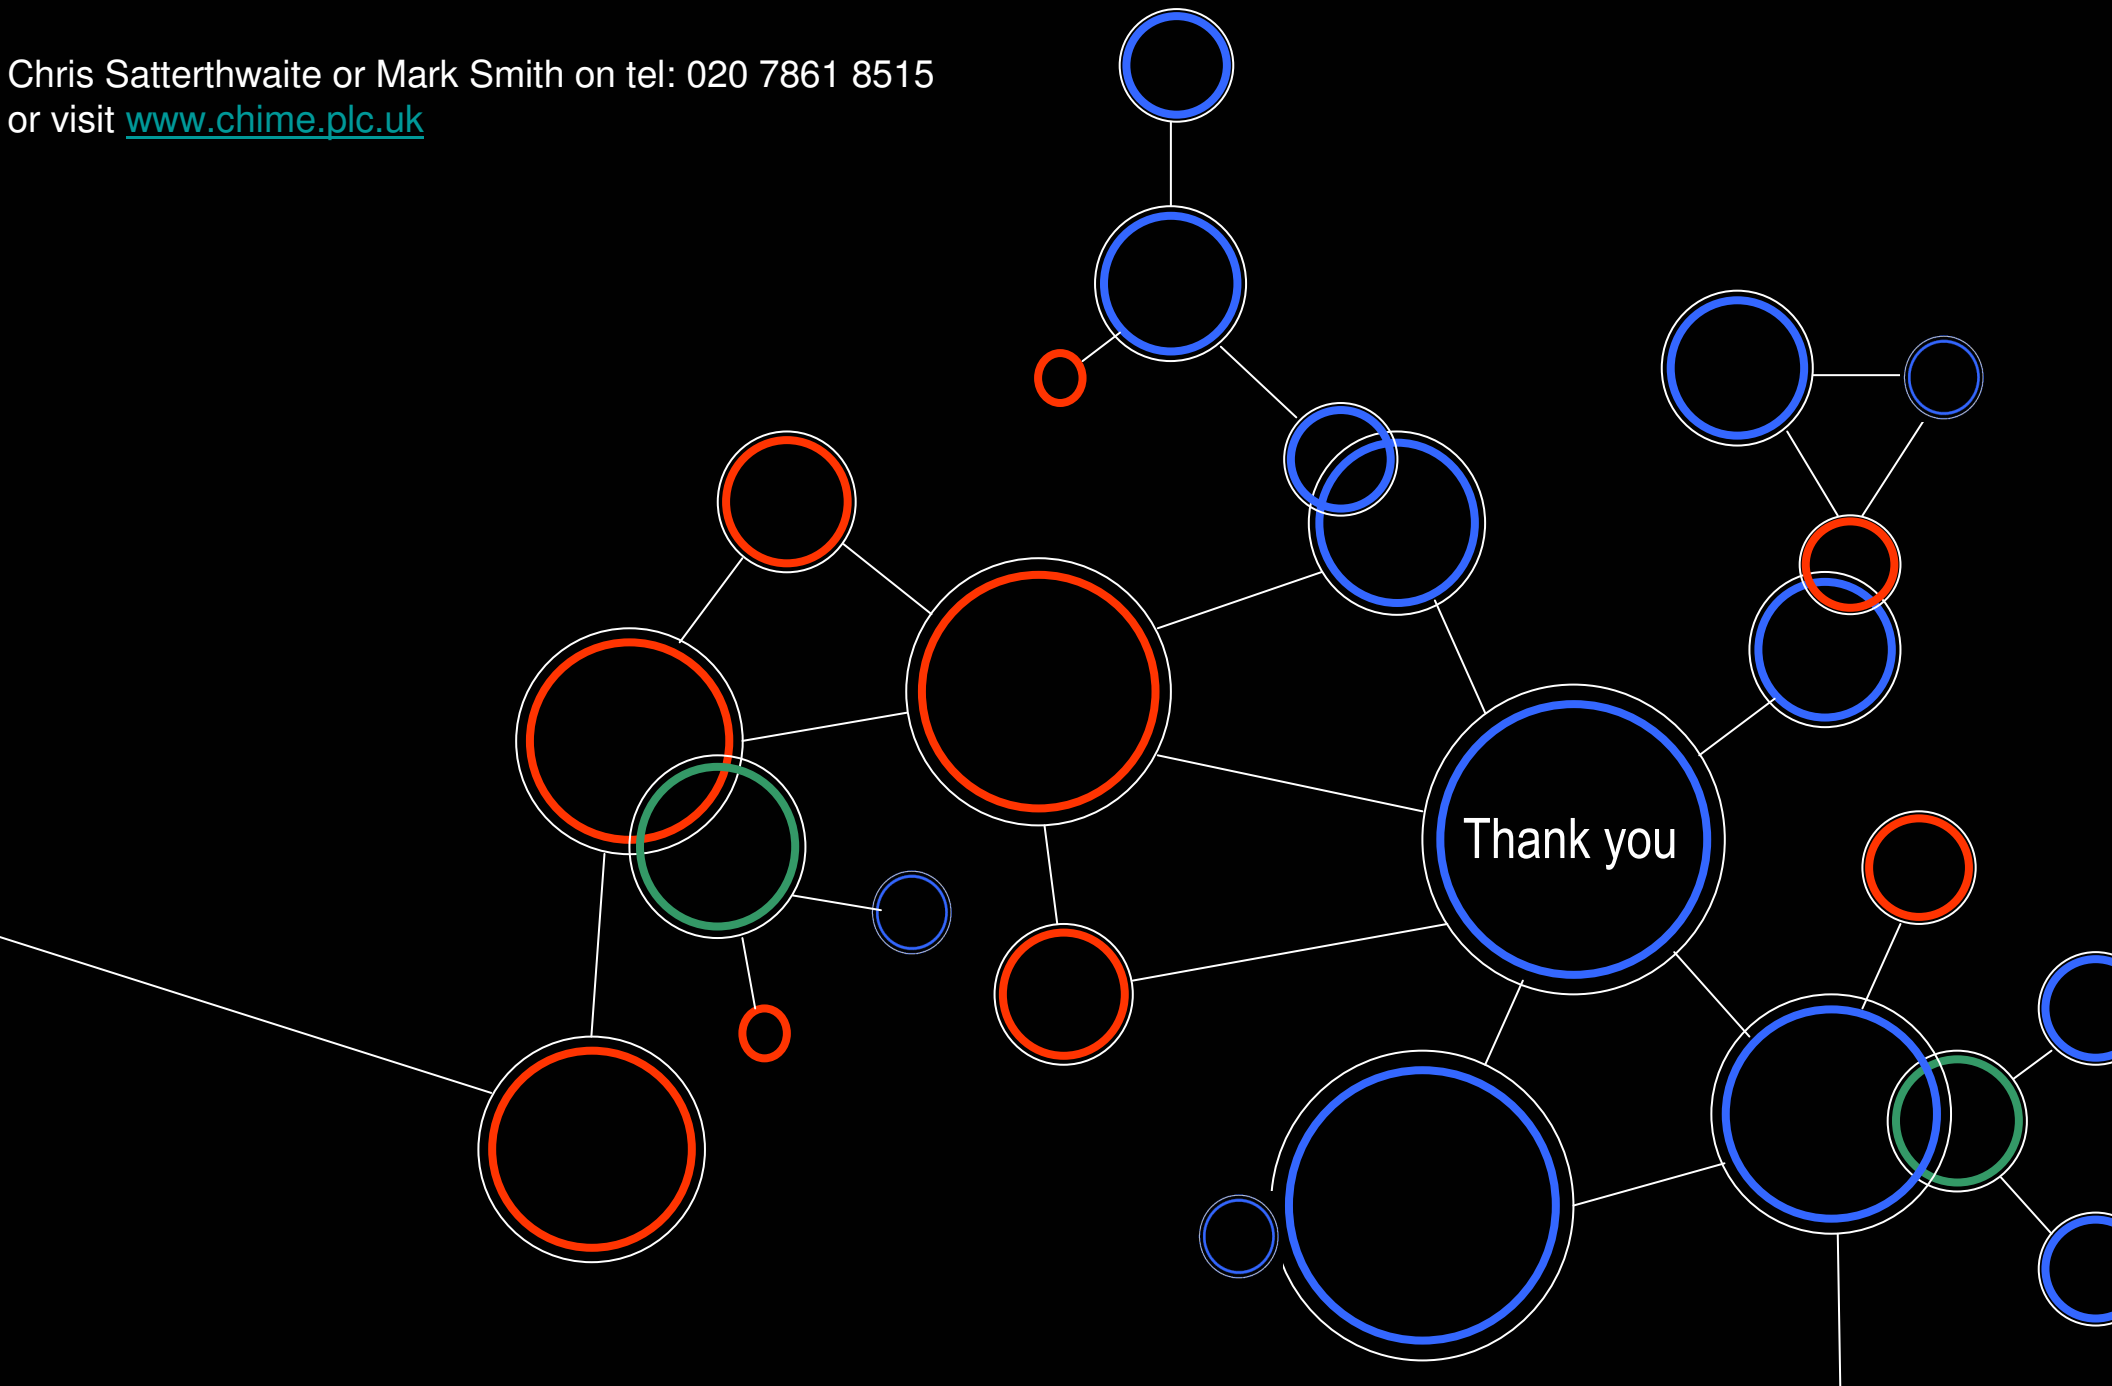 Chris Satterthwaite or Mark Smith on tel: 020 7861 8515
or visit www.chime.plc.uk
Thank you